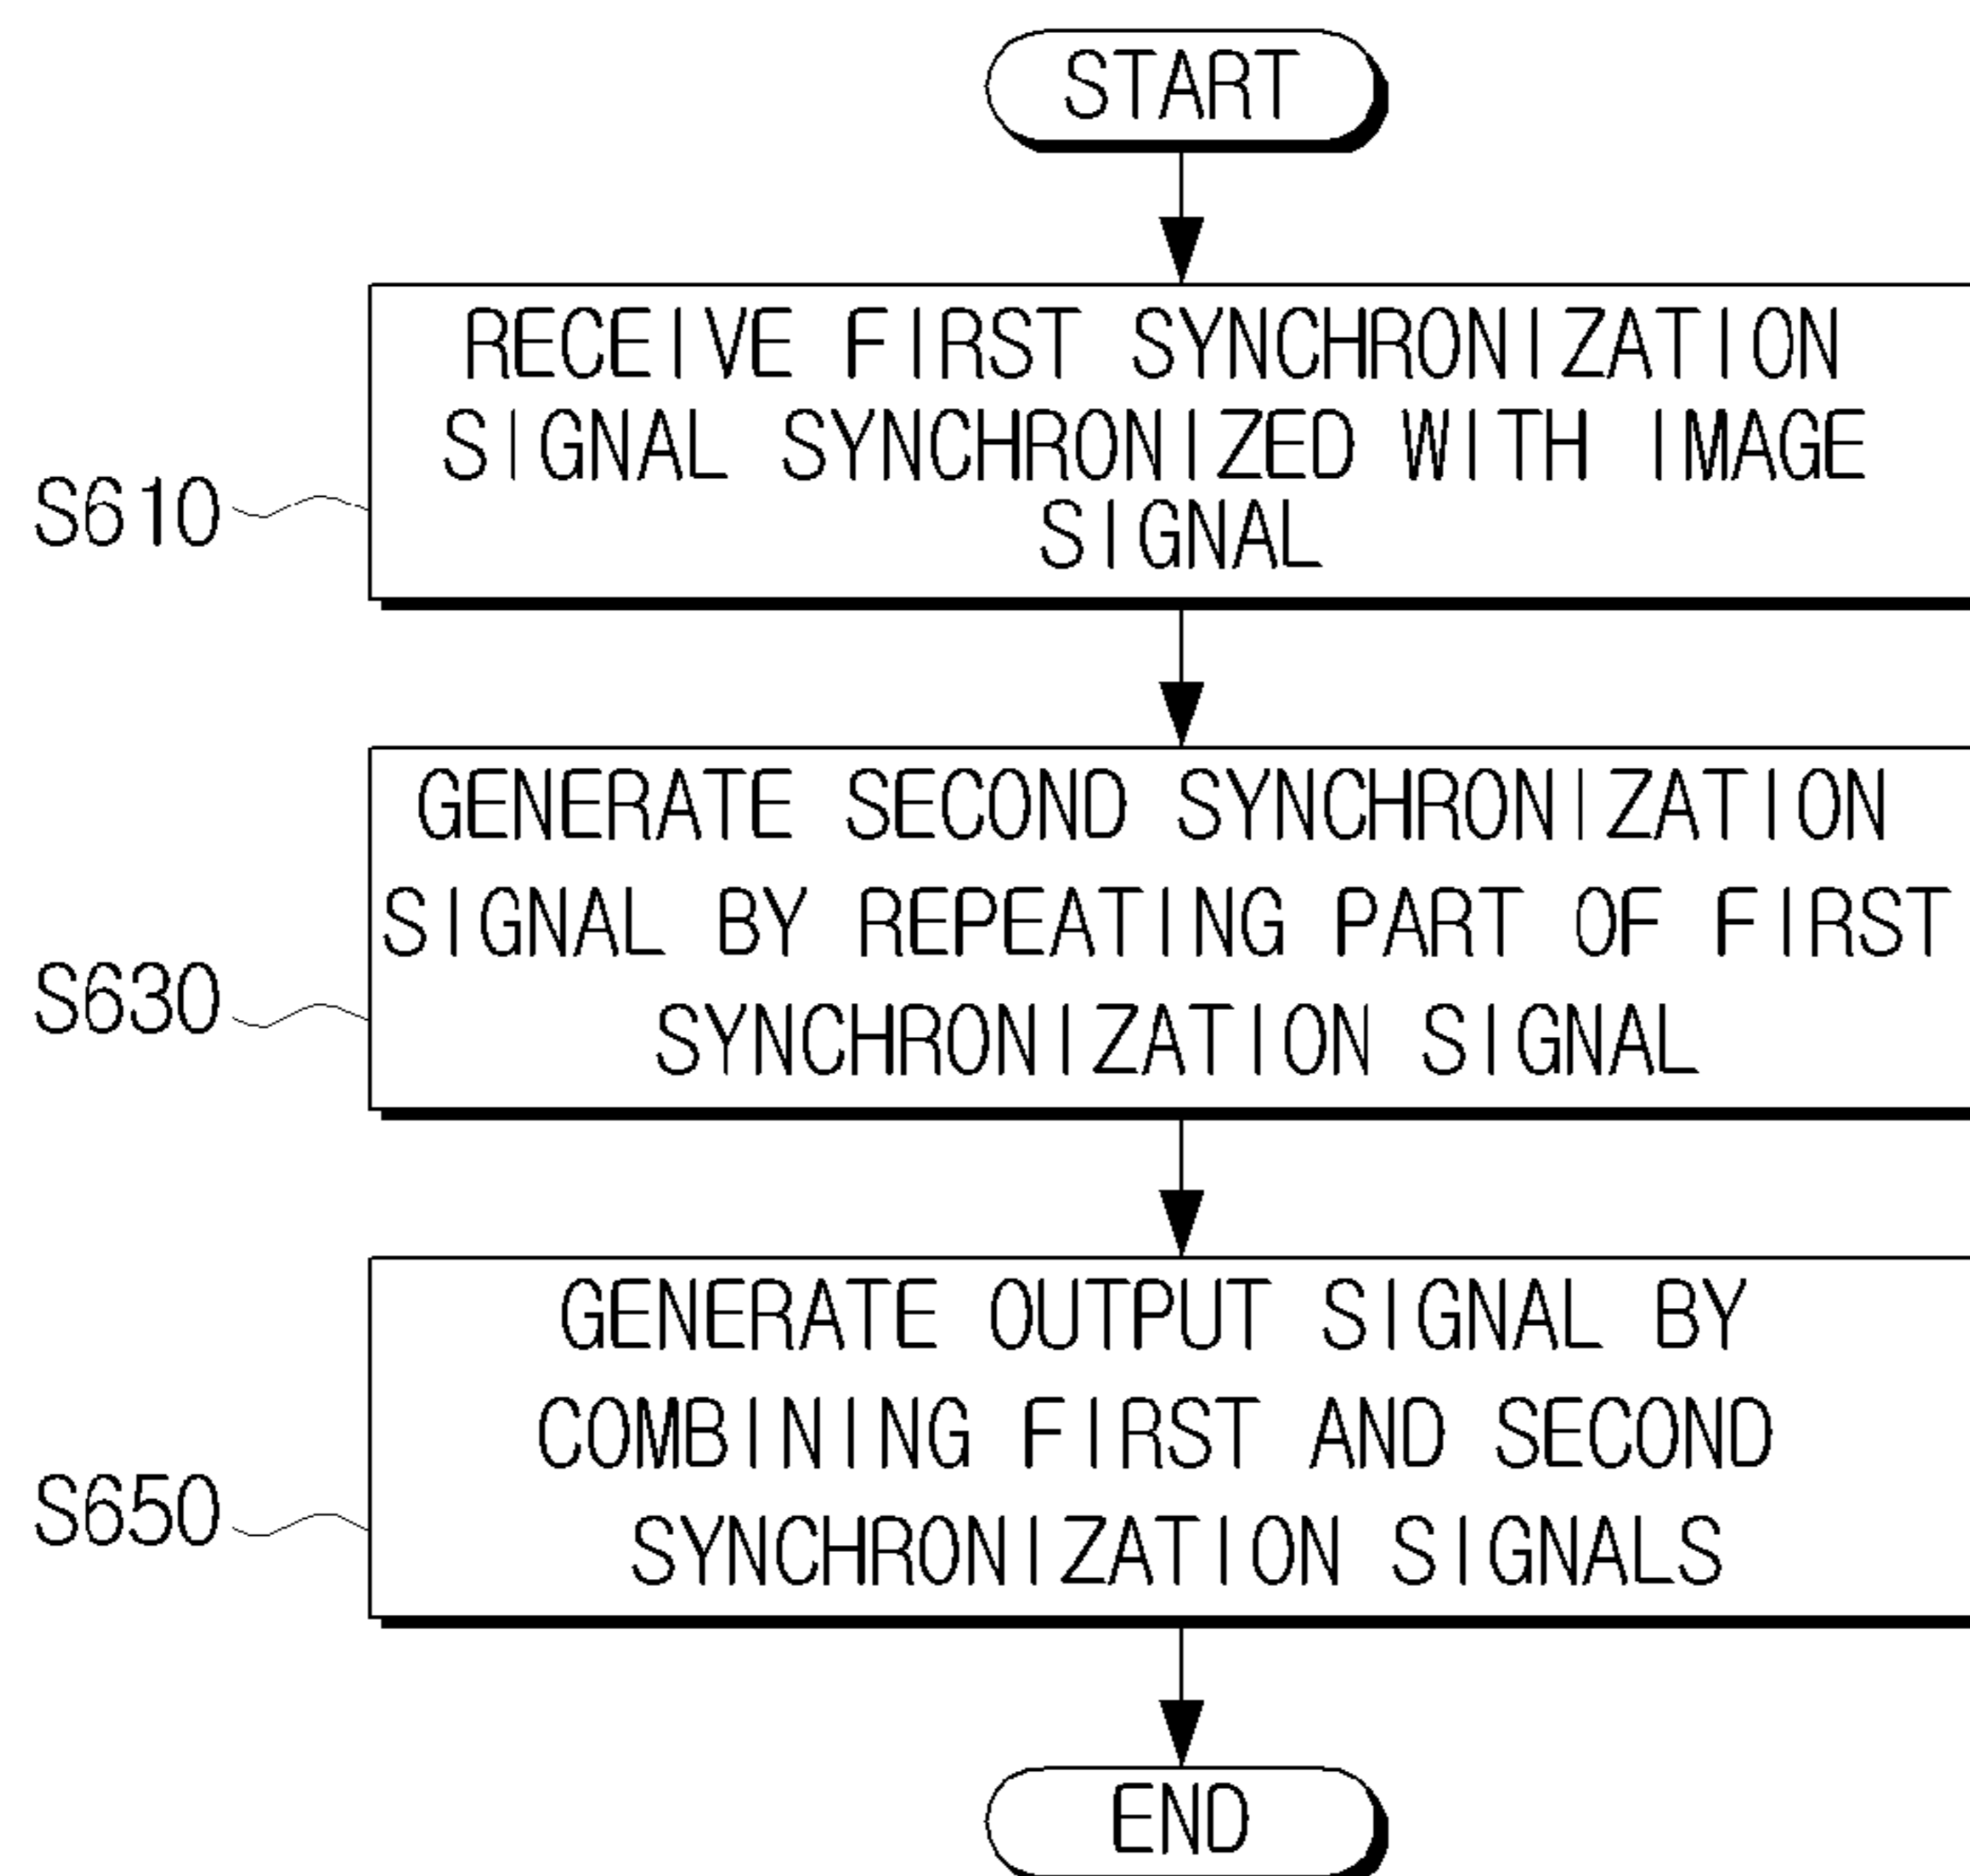 START
RECEIVE FIRST SYNCHRONIZATION
SIGNAL SYNCHRONIZED WITH IMAGE
SIGNAL
S610
GENERATE SECOND SYNCHRONIZATION
SIGNAL BY REPEATING PART OF FIRST
SYNCHRONIZATION SIGNAL
S630
GENERATE OUTPUT SIGNAL BY
COMBINING FIRST AND SECOND
SYNCHRONIZATION SIGNALS
S650
END